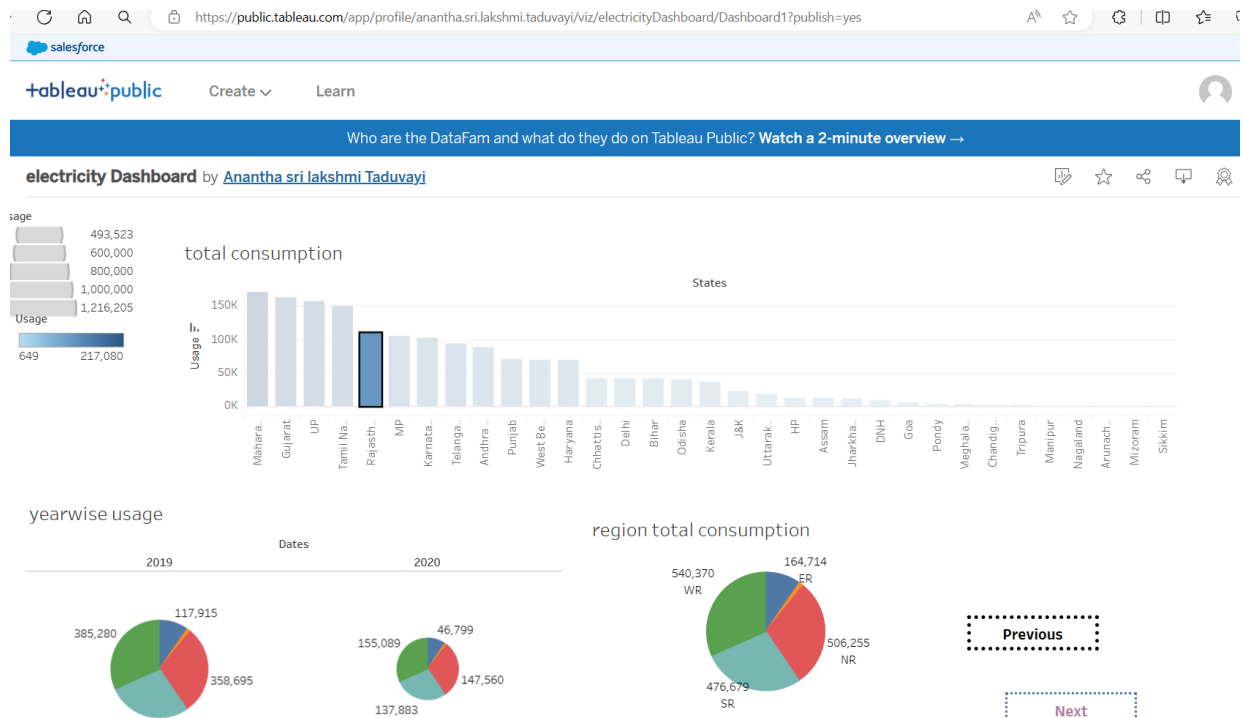 https://public.tableau.com/app/profile/anantha.sri.lakshmi.taduvayi/viz/electricityDashboard/Dashboard1?publish=yes
salesforce
+ableau public
Create
Learn
Who are the DataFam and what do they do on Tableau Public? Watch a 2-minute overview →
electricity Dashboard by Anantha sri lakshmi Taduvayi
sage
493,523
600,000
800,000
1,000,000
1,216,205
Usage
649 217,080
total consumption
States
Usage
150K
100K
50K
0K
Mahara..
Gujarat
UP
Tamil Na..
Rajasth..
MP
Karnata..
Telanga..
Andhra ..
Punjab
West Be..
Haryana
Chhattis..
Delhi
Bihar
Odisha
Kerala
J&K
Uttarak..
HP
Assam
Jharkha..
DNH
Goa
Pondy
Meghala..
Chandig..
Tripura
Manipur
Nagaland
Arunach..
Mizoram
Sikkim
yearwise usage
Dates
2019 2020
117,915
385,280
358,695
46,799
155,089
147,560
137,883
region total consumption
164,714
ER
540,370
WR
506,255
NR
476,679
SR
Previous
Next